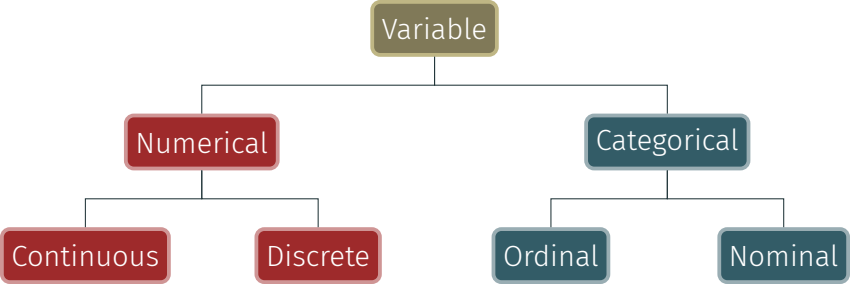 Variable
Numerical
Categorical
Continuous
Discrete
Ordinal
Nominal